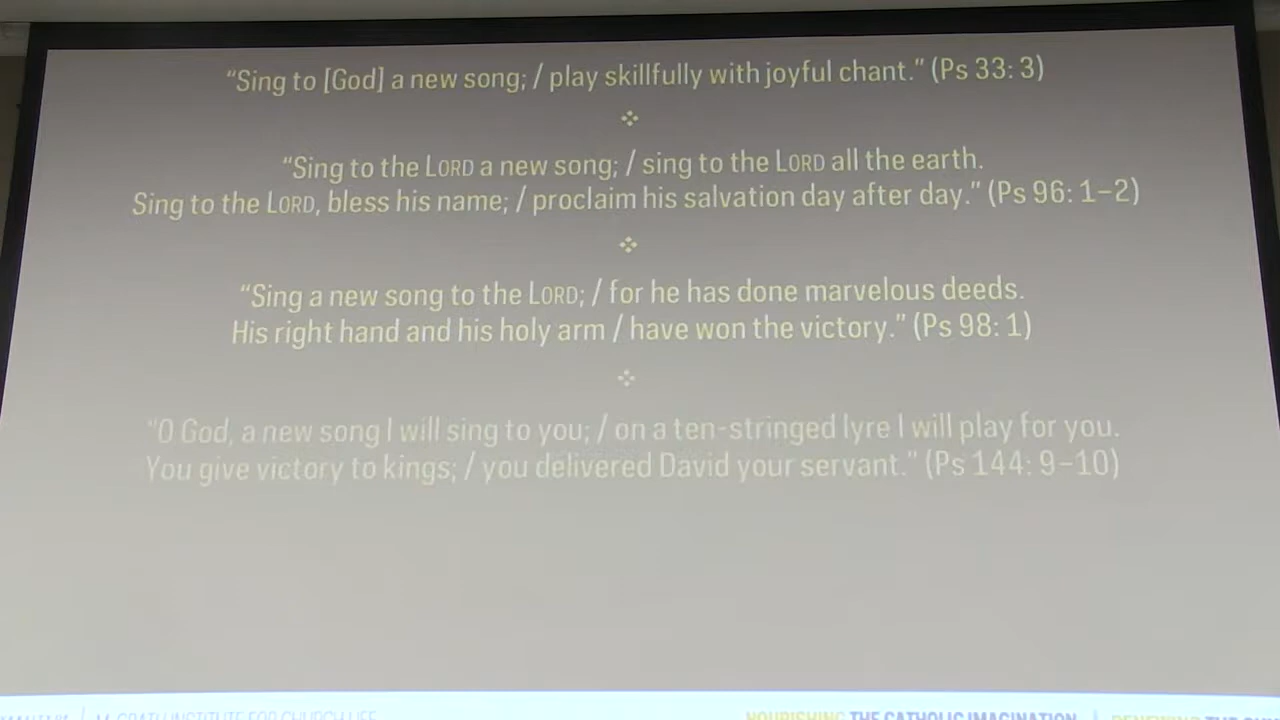 “Sing to [God] a new song; / play skillfully with joyful chant.” (Ps 33: 3)
“Sing to the LORD a new song; / sing to the LORD all the earth.
Sing to the LORD, bless his name; / proclaim his salvation day after day.” (Ps 96: 1–2)
“Sing a new song to the LORD; / for he has done marvelous deeds.
His right hand and his holy arm / have won the victory.” (Ps 98: 1)
“O God, a new song I will sing to you; / on a ten-stringed lyre I will play for you.
You give victory to kings; / you delivered David your servant.” (Ps 144: 9–10)
INSTITUTE FOR CHURCH LIFE
NOURISHING THE CATHOLIC IMAGINATION | RENEWING THE